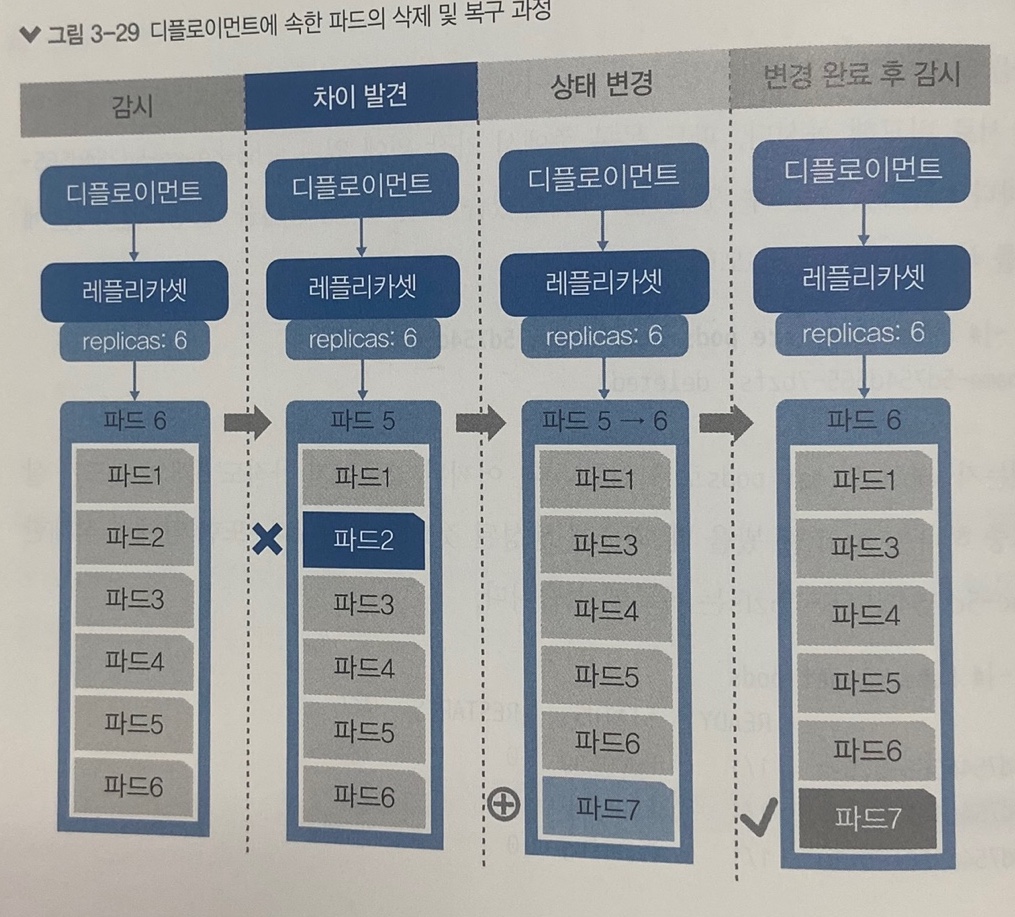 그림 3-29 디플로이먼트에 속한 파드의 삭제 및 복구 과정
감시
차이 발견
상태 변경
변경 완료 후 감시
디플로이먼트
디플로이먼트
디플로이먼트
디플로이먼트
레플리카셋
레플리카셋
레플리카셋
레플리카셋
replicas: 6
replicas: 6
replicas: 6
replicas: 6
파드 6
파드 5
파드 5 → 6
파드 6
파드1
파드1
파드1
파드1
파드2
파드2
파드3
파드3
파드3
파드3
파드4
파드4
파드4
파드4
파드5
파드5
파드5
파드5
파드6
파드6
파드6
파드6
파드7
파드7